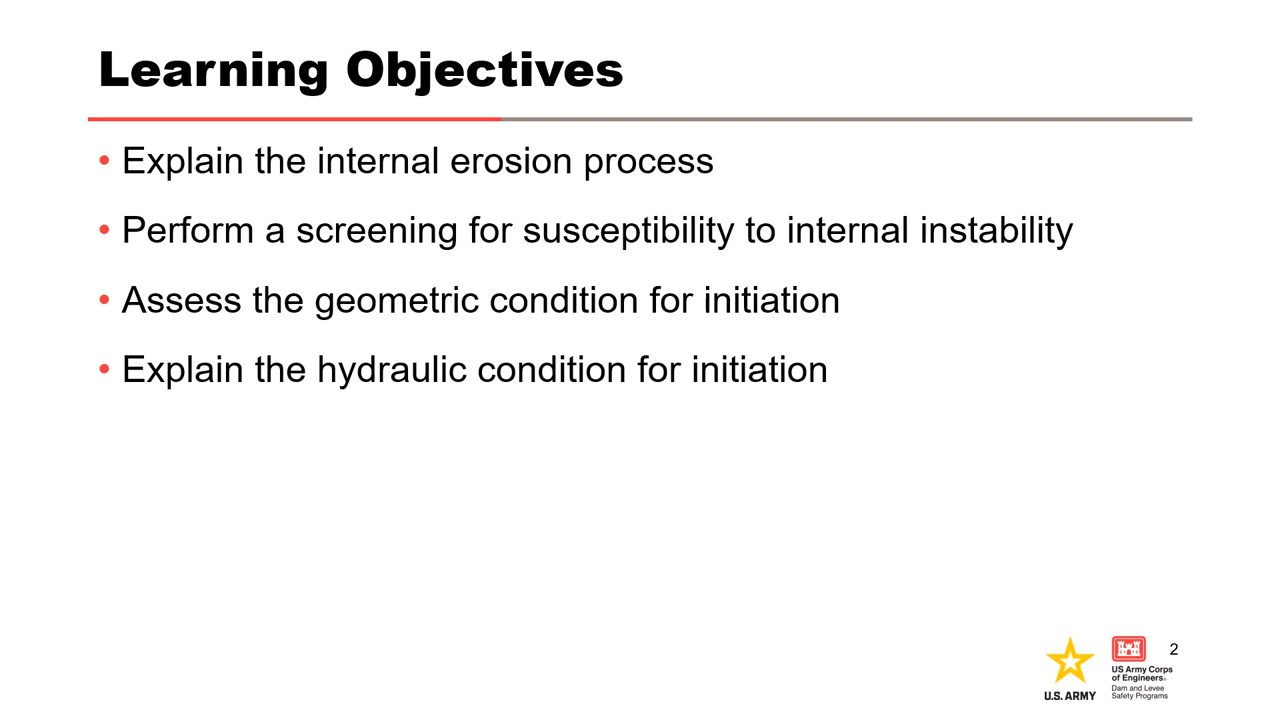 Learning Objectives
• Explain the internal erosion process
• Perform a screening for susceptibility to internal instability
• Assess the geometric condition for initiation
• Explain the hydraulic condition for initiation
2
U.S. ARMY
US Army Corps
of Engineers®
Dam and Levee
Safety Programs